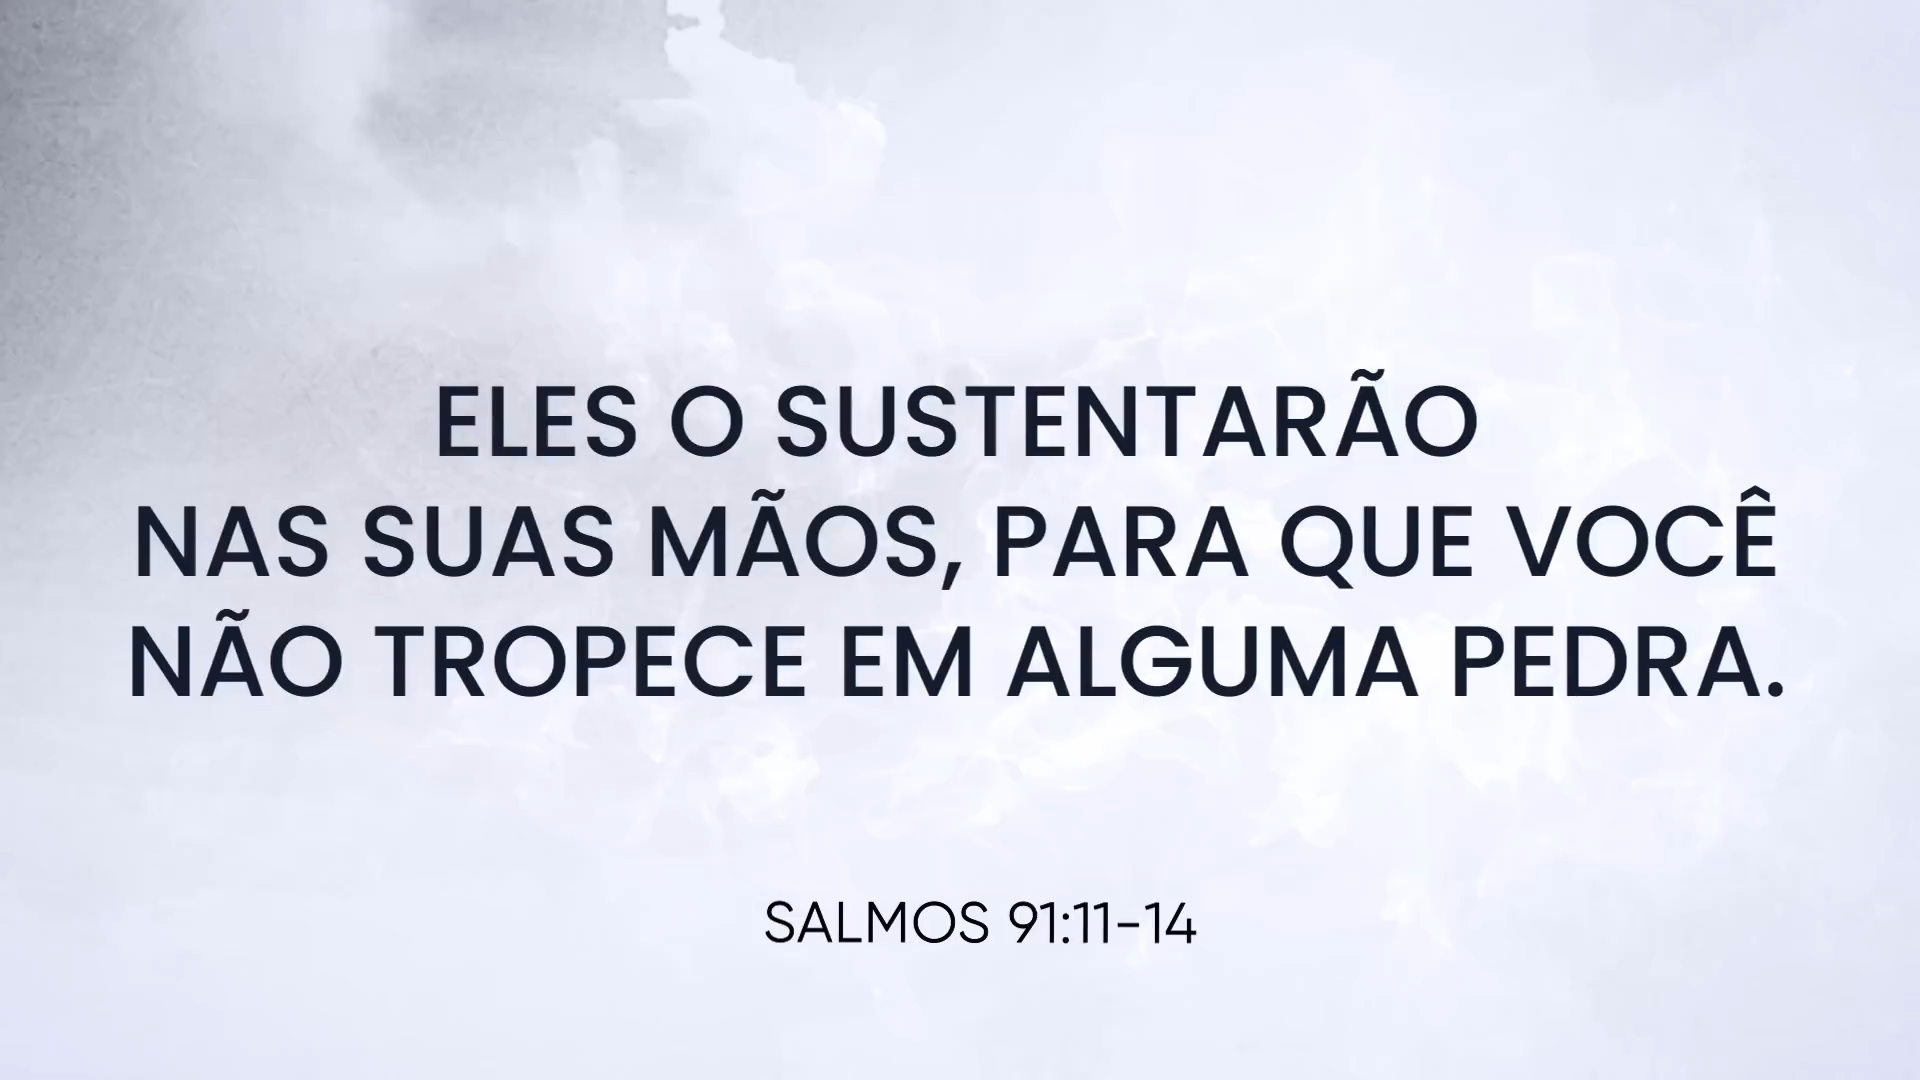 ELES O SUSTENTARÃO
NAS SUAS MÃOS, PARA QUE VOCÊ
NÃO TROPECE EM ALGUMA PEDRA.
SALMOS 91:11-14